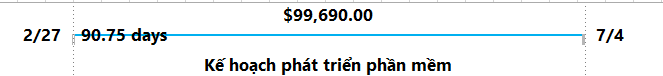 $99,690.00
2/27 90.75 days 7/4
Kế hoạch phát triển phần mềm